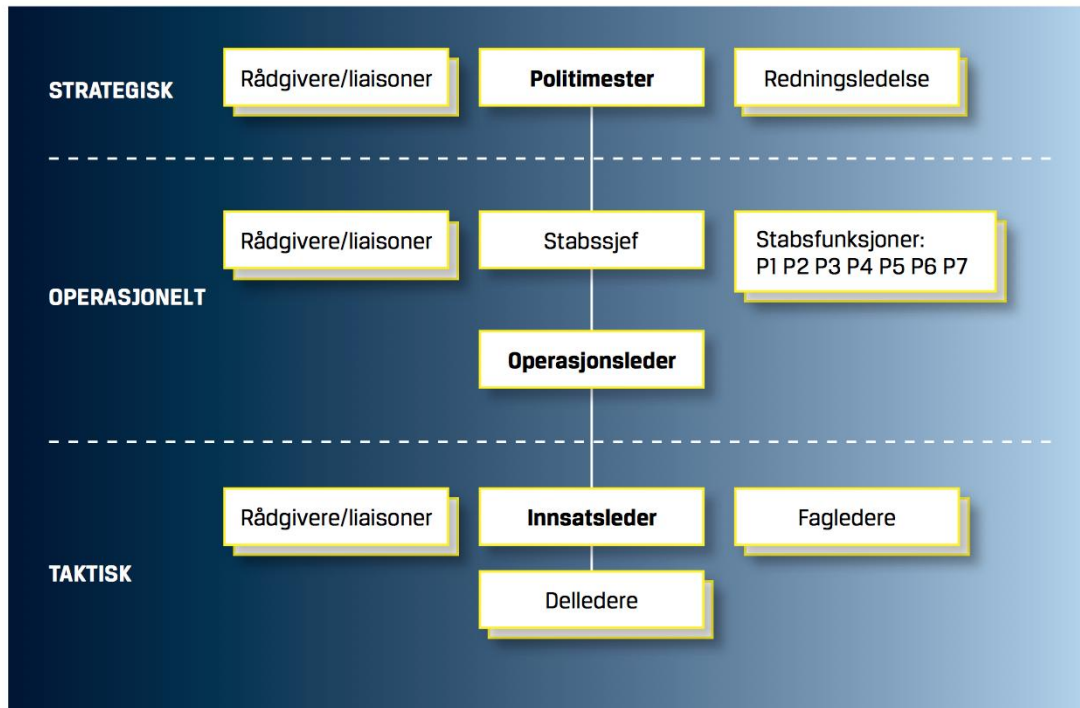 STRATEGISK
Rådgivere/liaisoner
Politimester
Redningsledelse
OPERASJONELT
Rådgivere/liaisoner
Stabssjef
Stabsfunksjoner:
P1 P2 P3 P4 P5 P6 P7
Operasjonsleder
TAKTISK
Rådgivere/liaisoner
Innsatsleder
Fagledere
Delledere